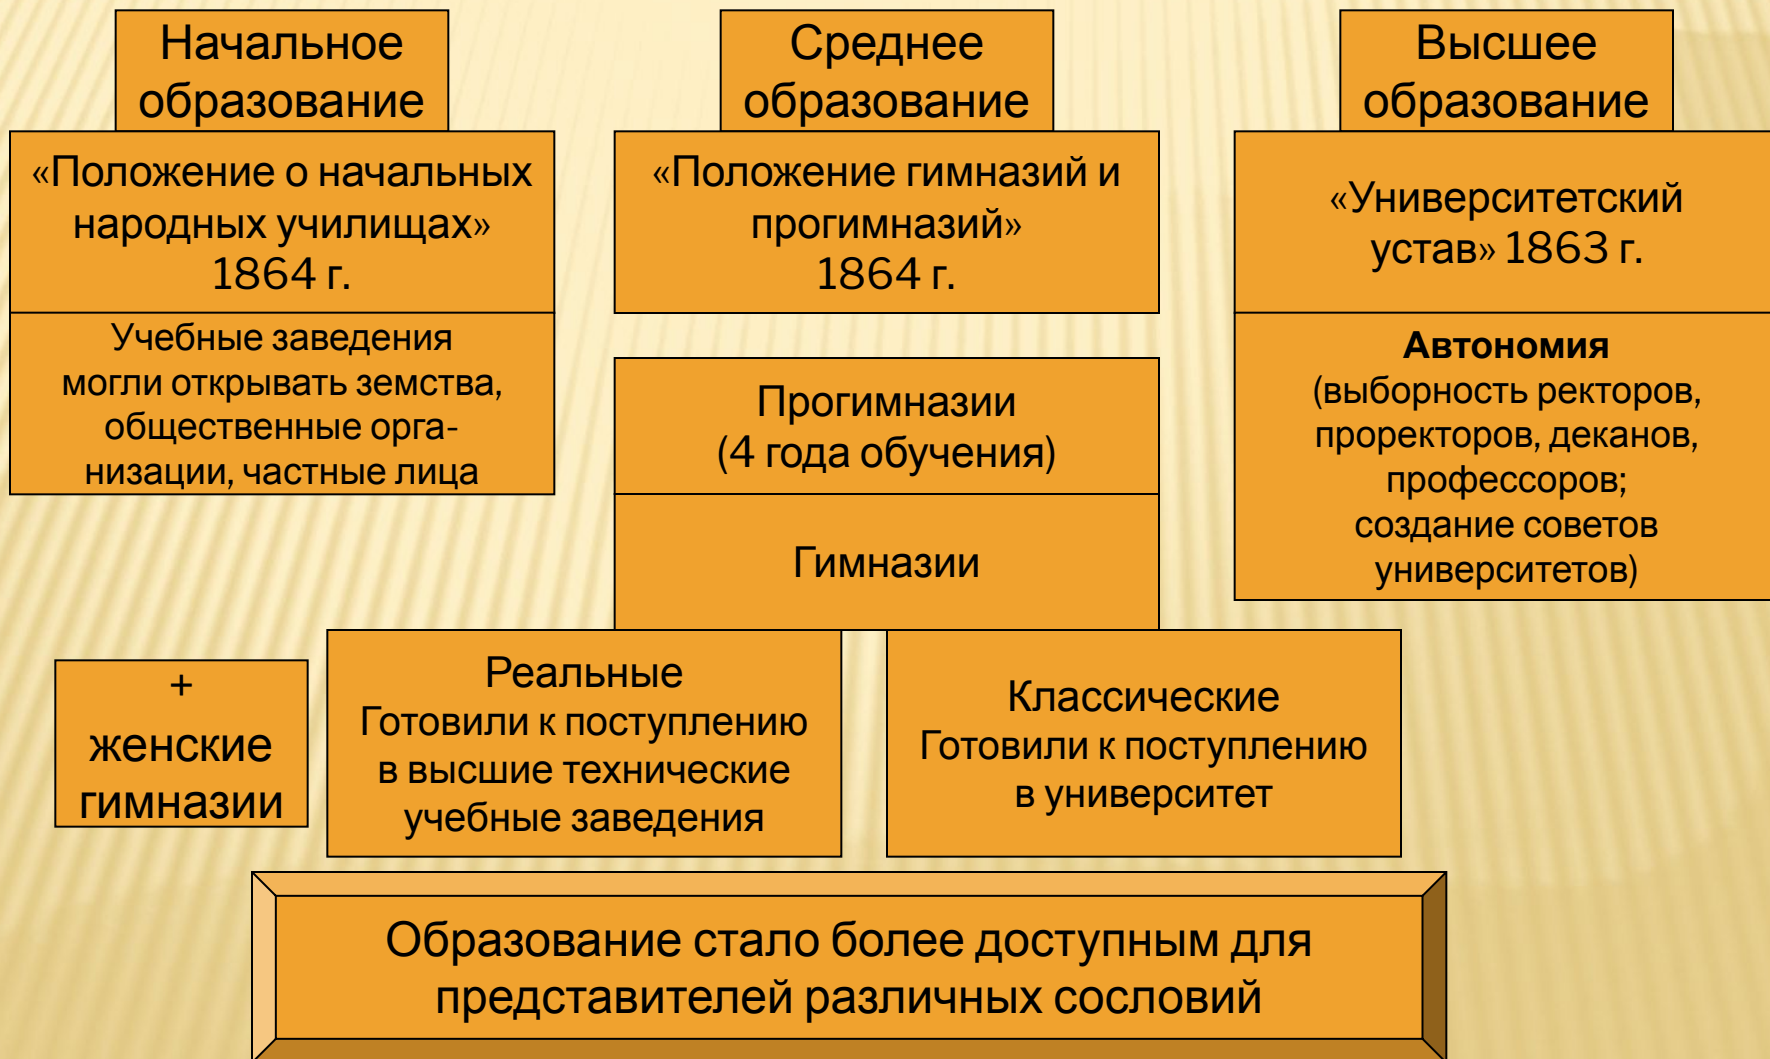 Начальное
образование
«Положение о начальных
народных училищах»
1864 г.
Учебные заведения
могли открывать земства,
общественные орга-
низации, частные лица
Среднее
образование
«Положение гимназий и
прогимназий»
1864 г.
Прогимназии
(4 года обучения)
Гимназии
Высшее
образование
«Университетский
устав» 1863 г.
Автономия
(выборность ректоров,
проректоров, деканов,
профессоров;
создание советов
университетов)
+
женские
гимназии
Реальные
Готовили к поступлению
в высшие технические
учебные заведения
Классические
Готовили к поступлению
в университет
Образование стало более доступным для
представителей различных сословий